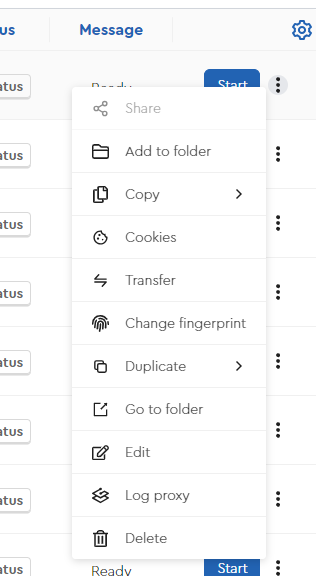 us
Message
atus
Ready
Start
Share
atus
Add to folder
Copy
atus
Cookies
Transfer
atus
Change fingerprint
atus
Duplicate
Go to folder
atus
Edit
Log proxy
atus
Delete
atus
Ready
Start